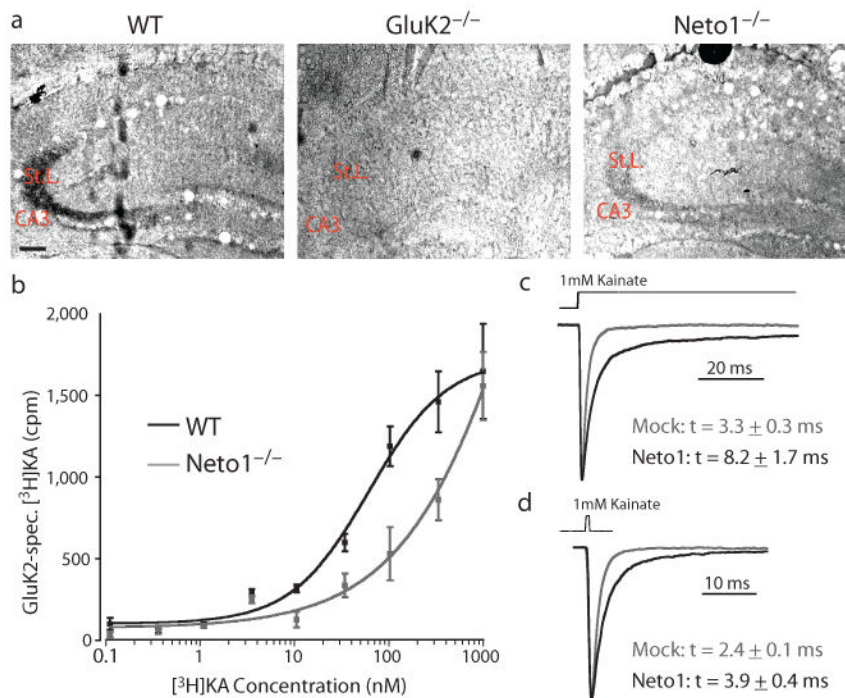 a
WT
GluK2⁻/⁻
Neto1⁻/⁻
St.L.
CA3
St.L.
CA3
St.L.
CA3
b
2,000
1,500
1,000
500
0
GluK2-spec. [³H]KA (cpm)
WT
Neto1⁻/⁻
0.1
1
10
100
1000
[³H]KA Concentration (nM)
c
1mM Kainate
20 ms
Mock: t = 3.3 ± 0.3 ms
Neto1: t = 8.2 ± 1.7 ms
d
1mM Kainate
10 ms
Mock: t = 2.4 ± 0.1 ms
Neto1: t = 3.9 ± 0.4 ms